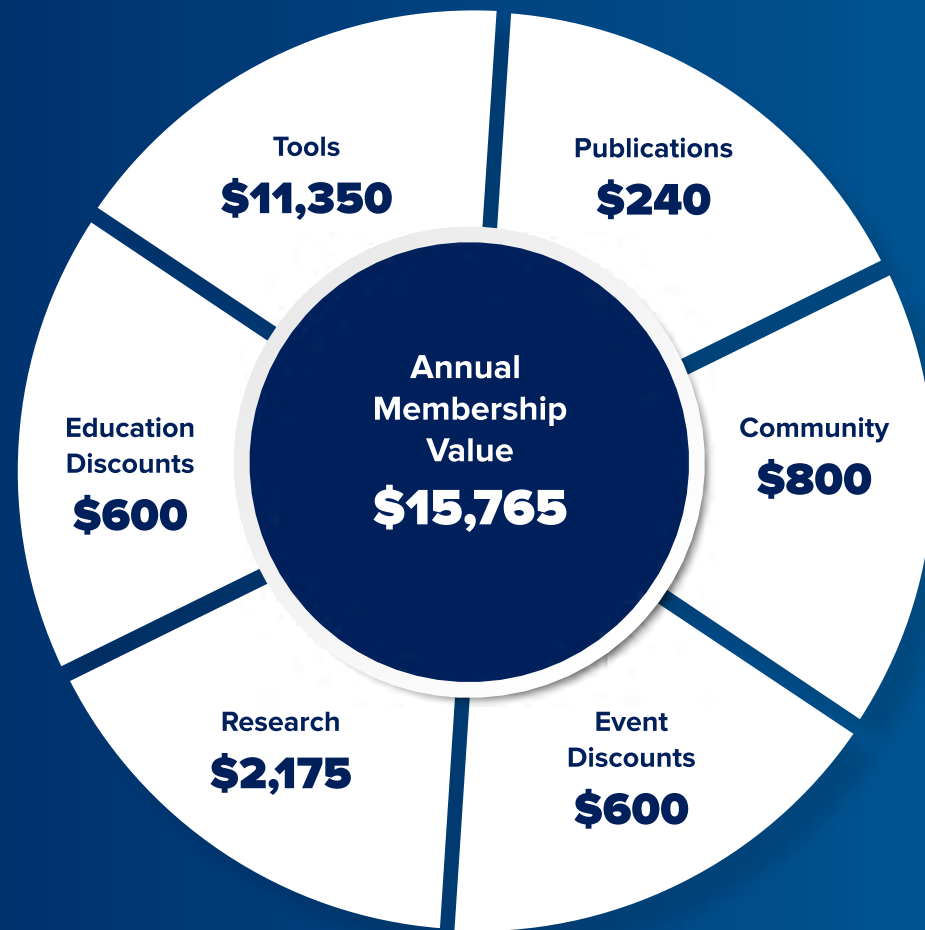 Tools
$11,350
Publications
$240
Community
$800
Event
Discounts
$600
Research
$2,175
Education
Discounts
$600
Annual
Membership
Value
$15,765